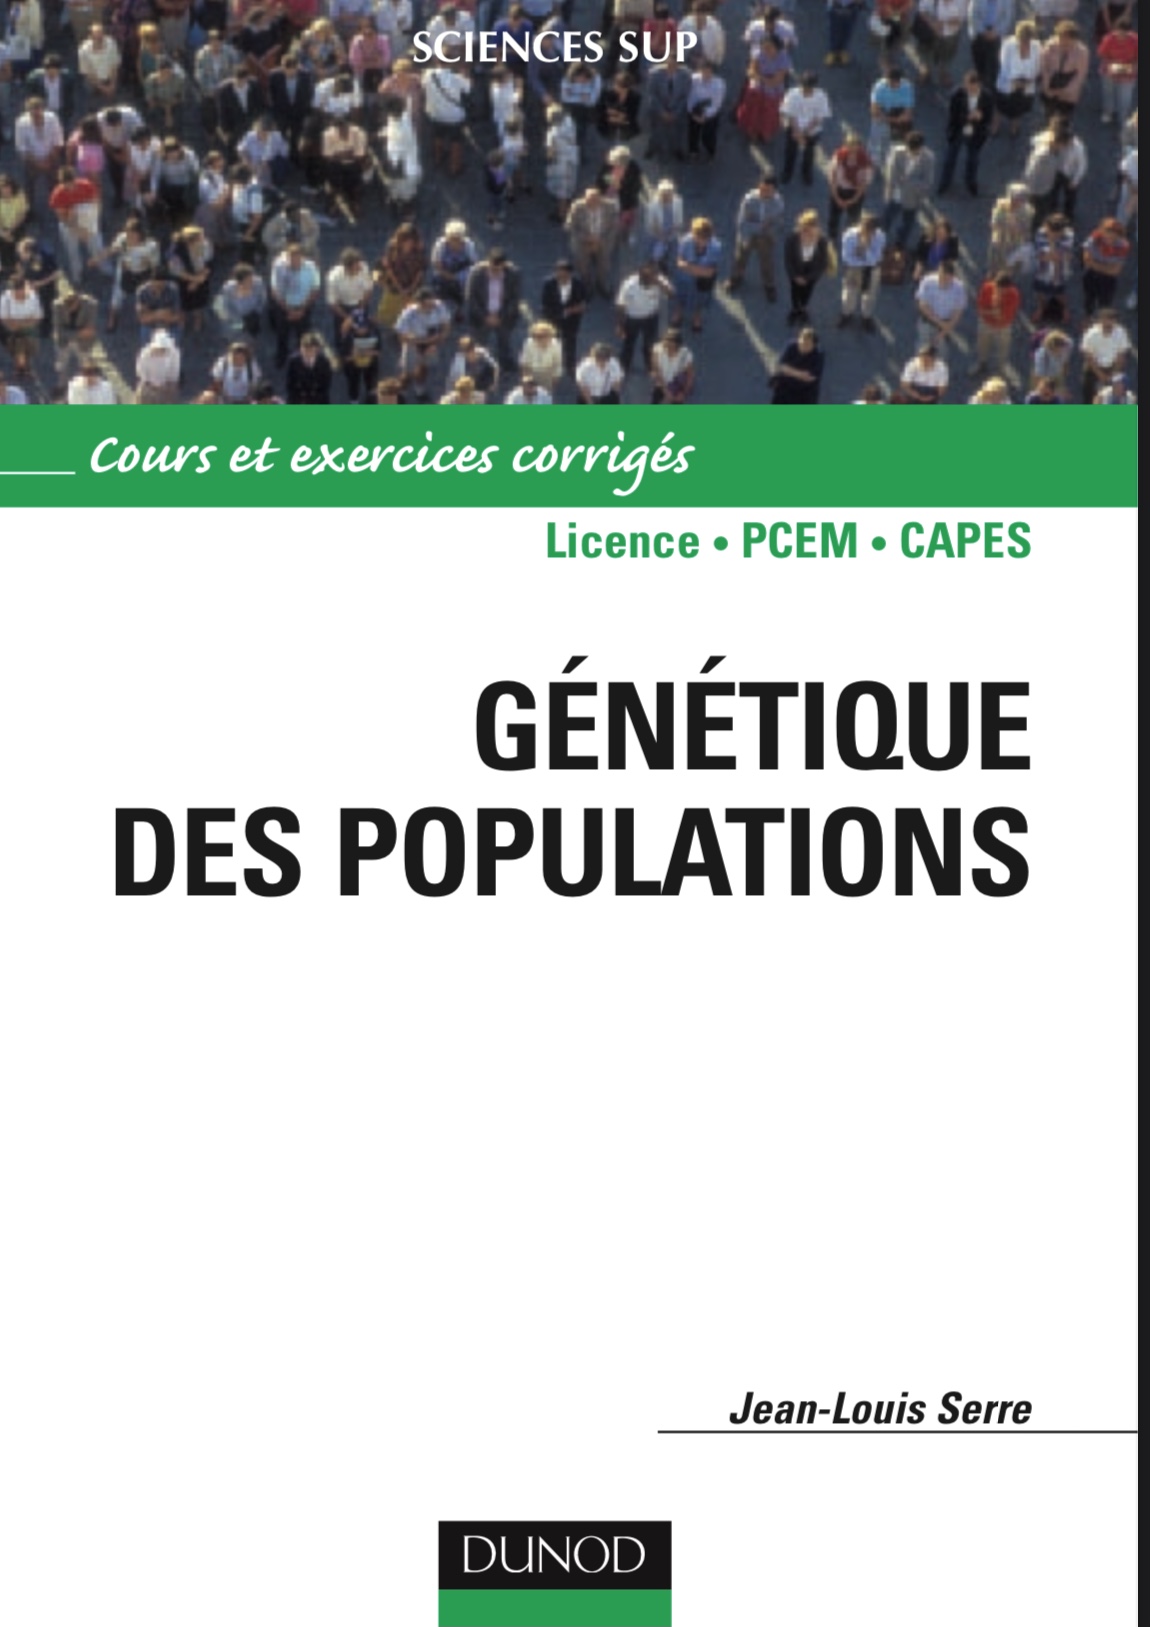 SCIENCES SUP
Cours et exercices corrigés
Licence • PCEM • CAPES
GÉNÉTIQUE
DES POPULATIONS
Jean-Louis Serre
DUNOD